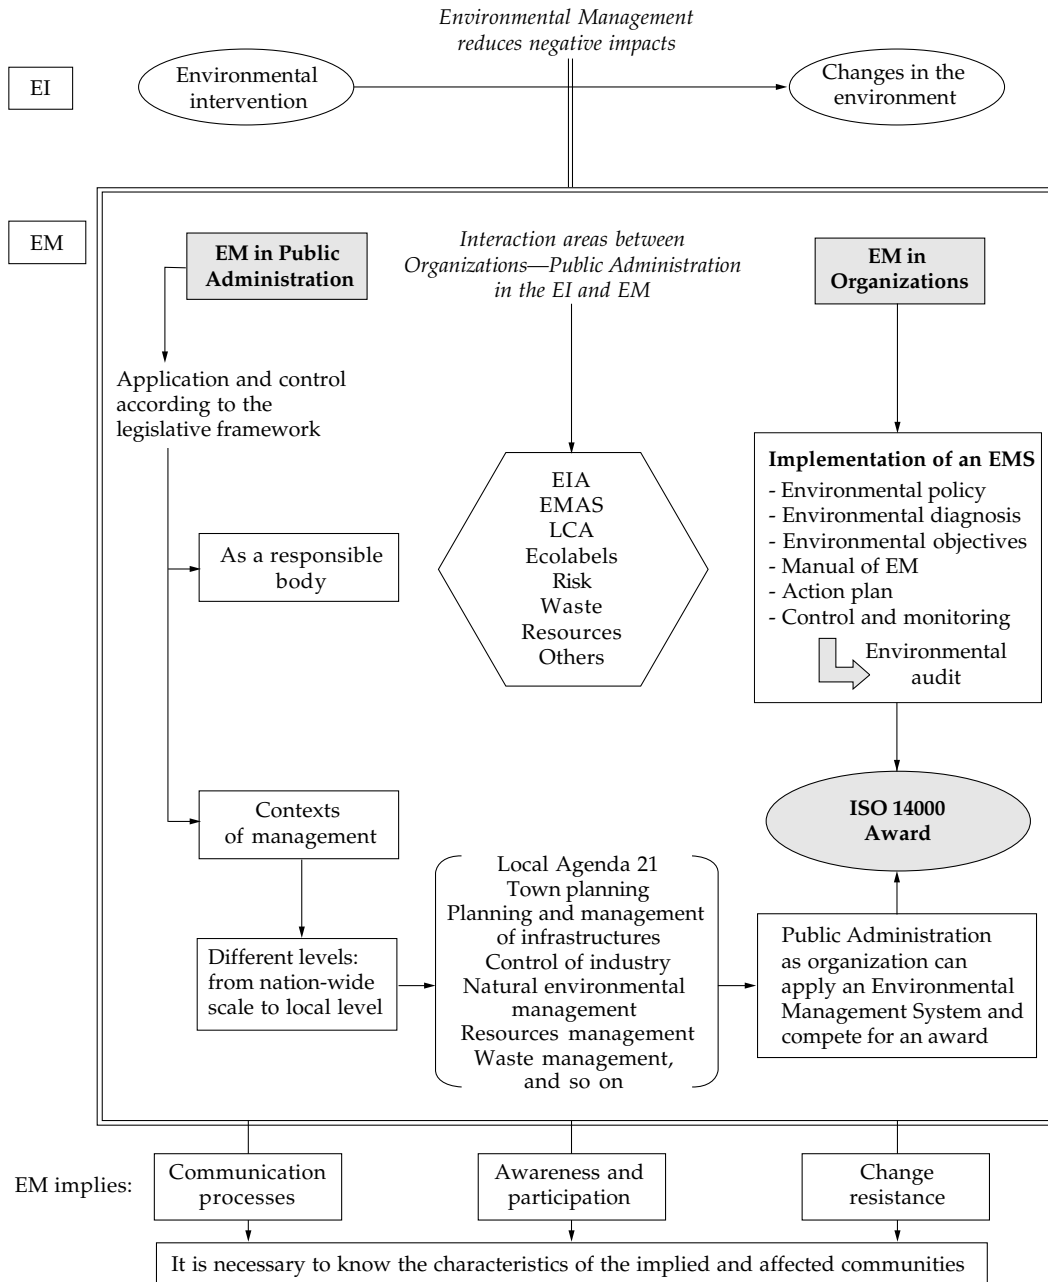 Environmental Management
reduces negative impacts
EI
Environmental
intervention
Changes in the
environment
EM
EM in Public
Administration
Interaction areas between
Organizations—Public Administration
in the EI and EM
EM in
Organizations
Application and control
according to the
legislative framework
EIA
EMAS
LCA
Ecolabels
Risk
Waste
Resources
Others
Implementation of an EMS
- Environmental policy
- Environmental diagnosis
- Environmental objectives
- Manual of EM
- Action plan
- Control and monitoring
Environmental
audit
As a responsible
body
Contexts
of management
ISO 14000
Award
Different levels:
from nation-wide
scale to local level
Local Agenda 21
Town planning
Planning and management
of infrastructures
Control of industry
Natural environmental
management
Resources management
Waste management,
and so on
Public Administration
as organization can
apply an Environmental
Management System and
compete for an award
EM implies:
Communication
processes
Awareness and
participation
Change
resistance
It is necessary to know the characteristics of the implied and affected communities